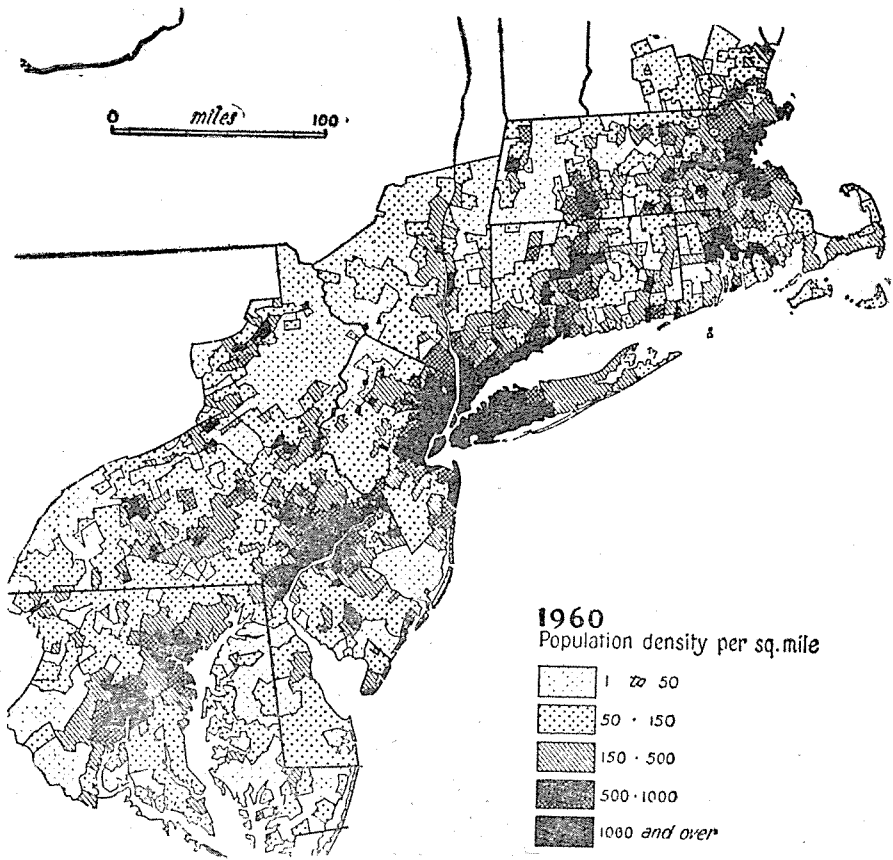 0 miles 100
1960
Population density per sq. mile
1 to 50
50 · 150
150 · 500
500 · 1000
1000 and over